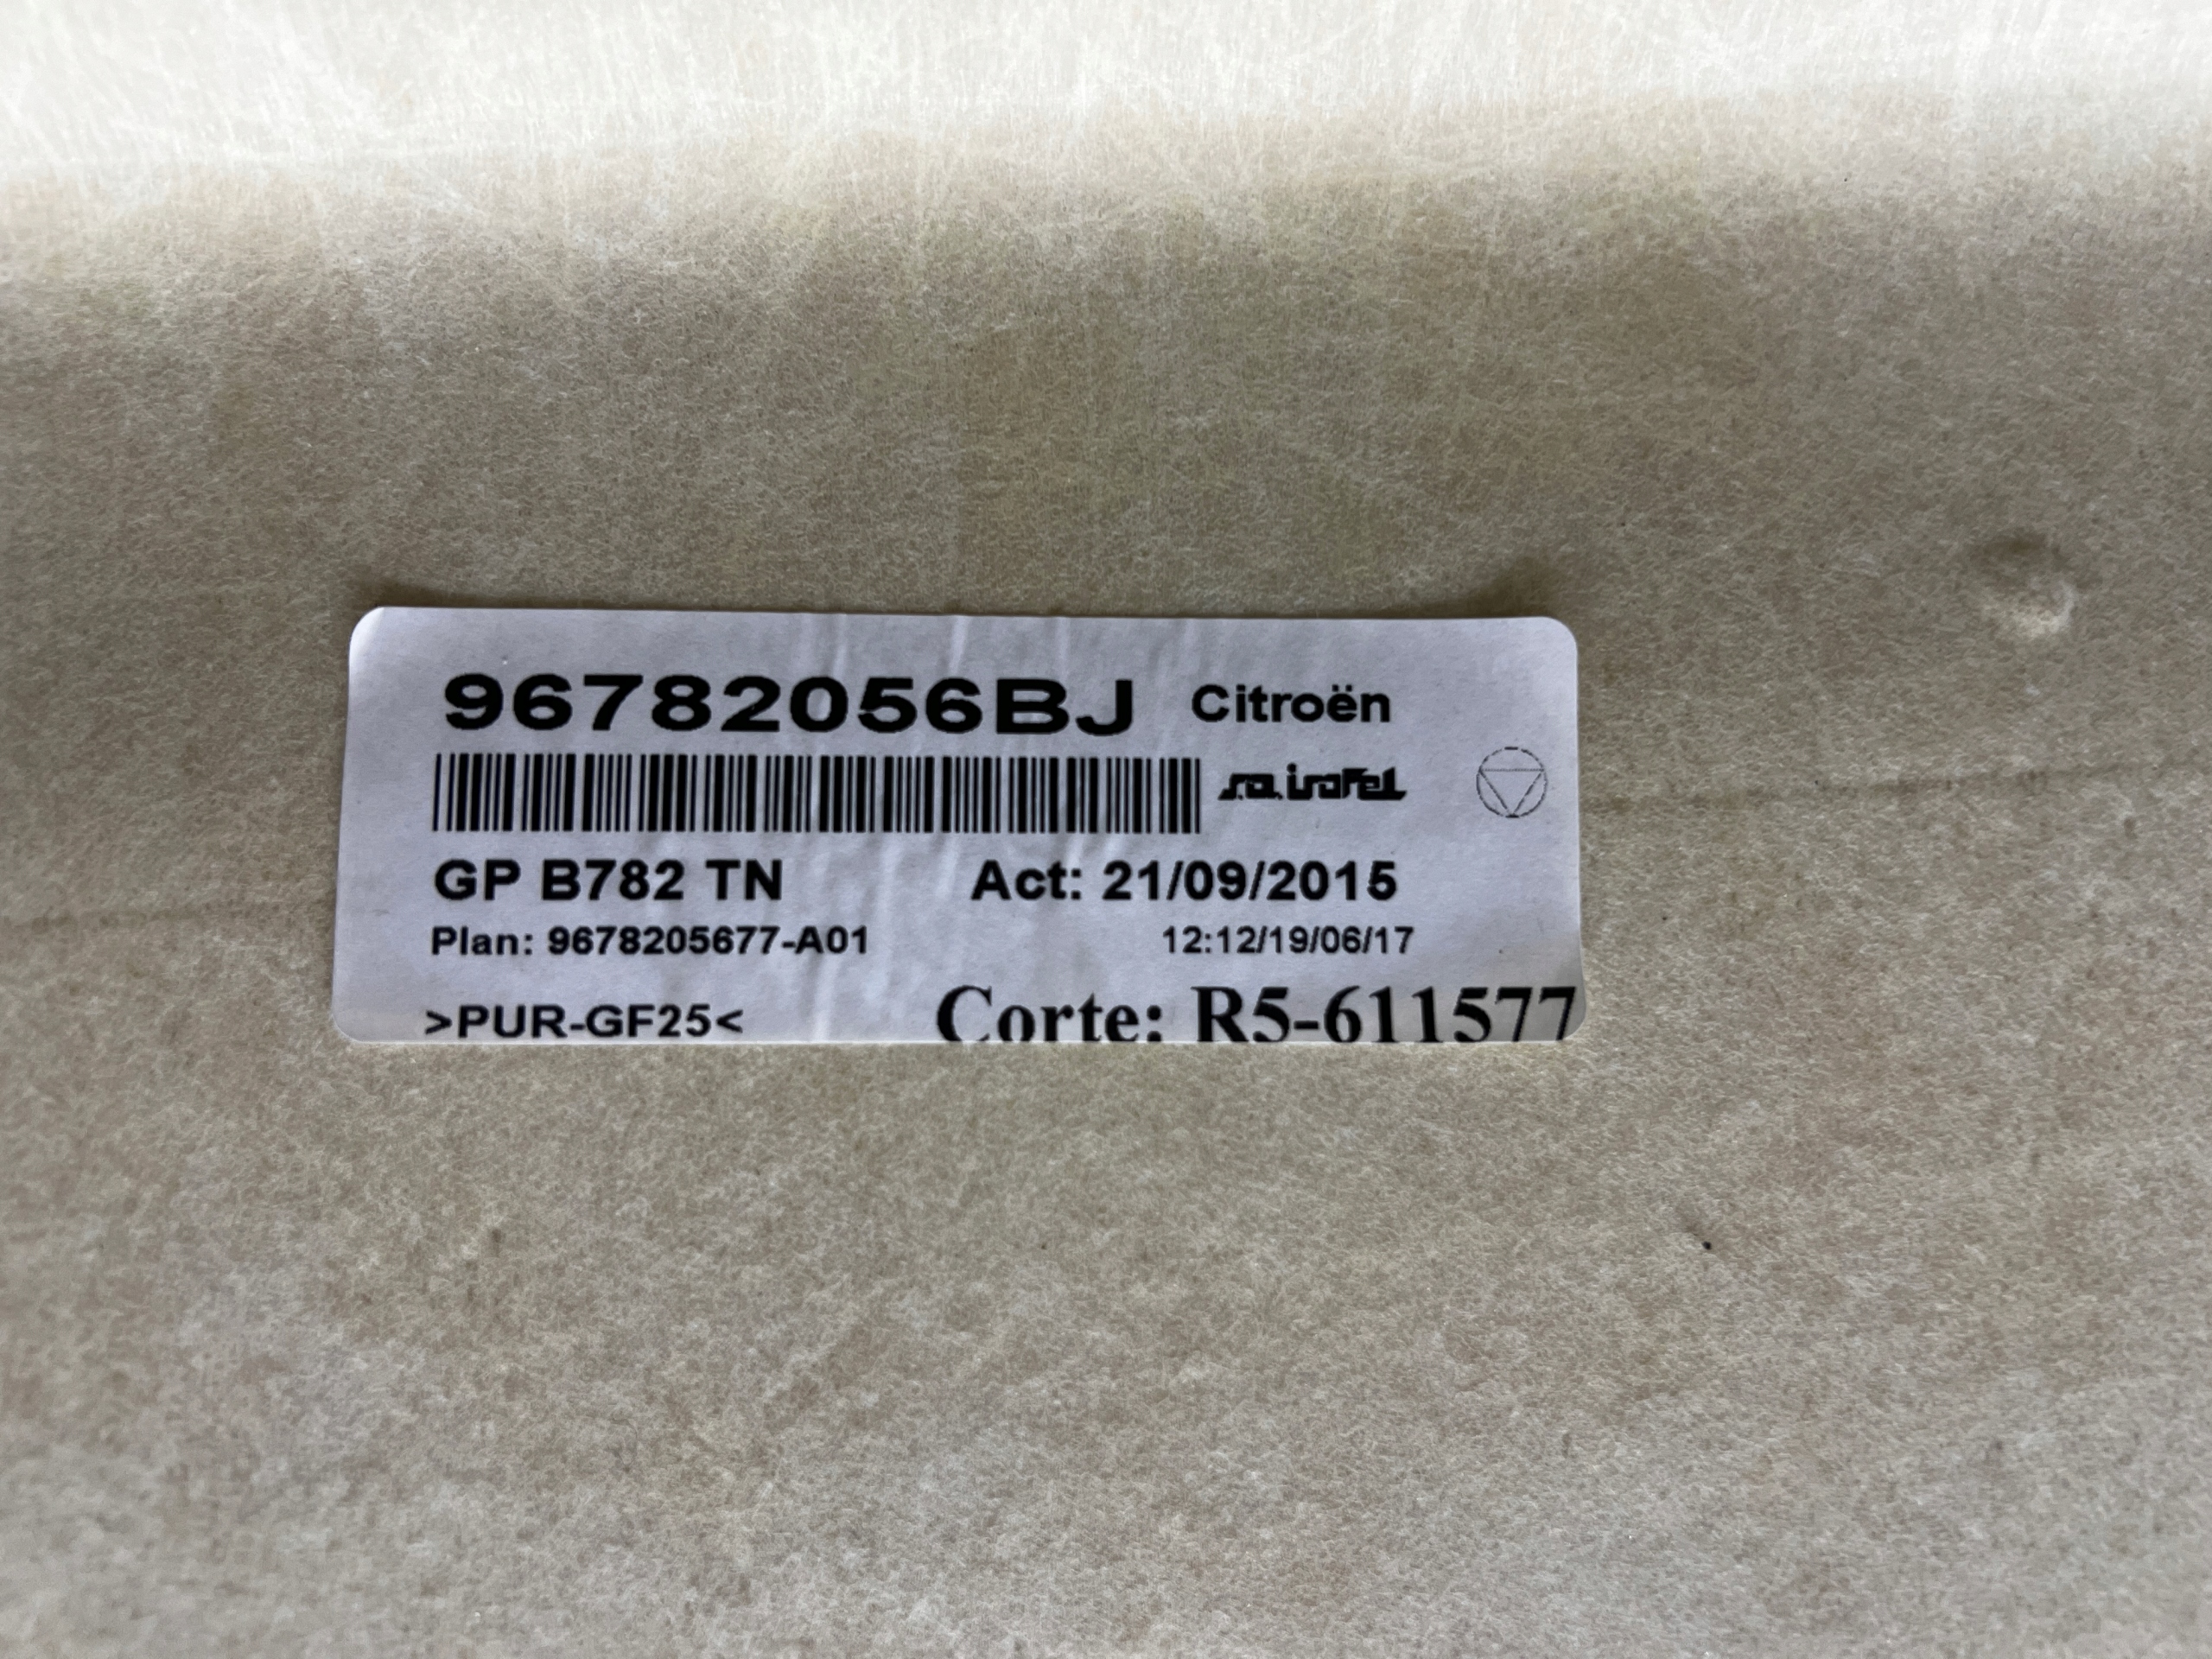 96782056BJ Citroën
s.a. irafel
GP B782 TN Act: 21/09/2015
Plan: 9678205677-A01 12:12/19/06/17
>PUR-GF25< Corte: R5-611577